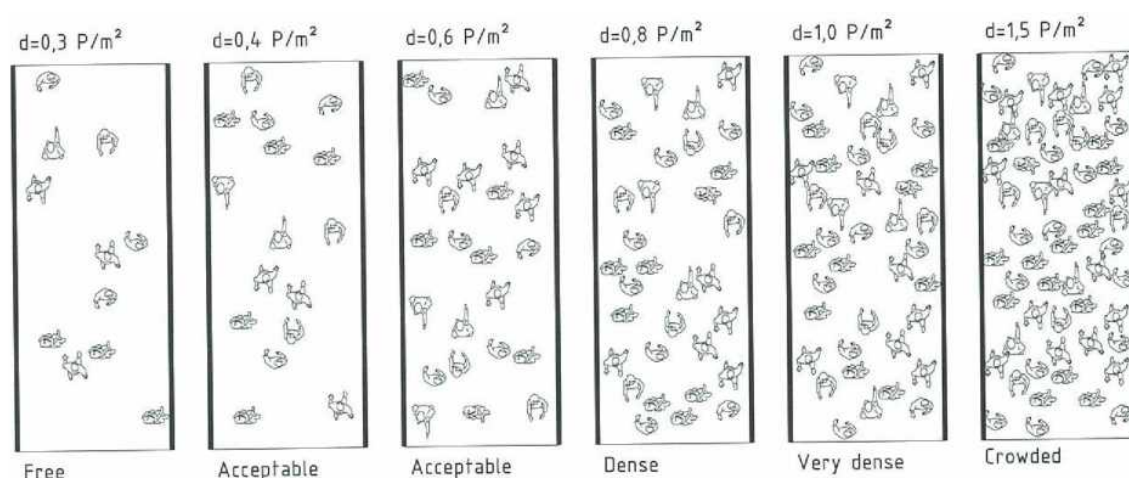 d=0,3 P/m²
d=0,4 P/m²
d=0,6 P/m²
d=0,8 P/m²
d=1,0 P/m²
d=1,5 P/m²
Free
Acceptable
Acceptable
Dense
Very dense
Crowded